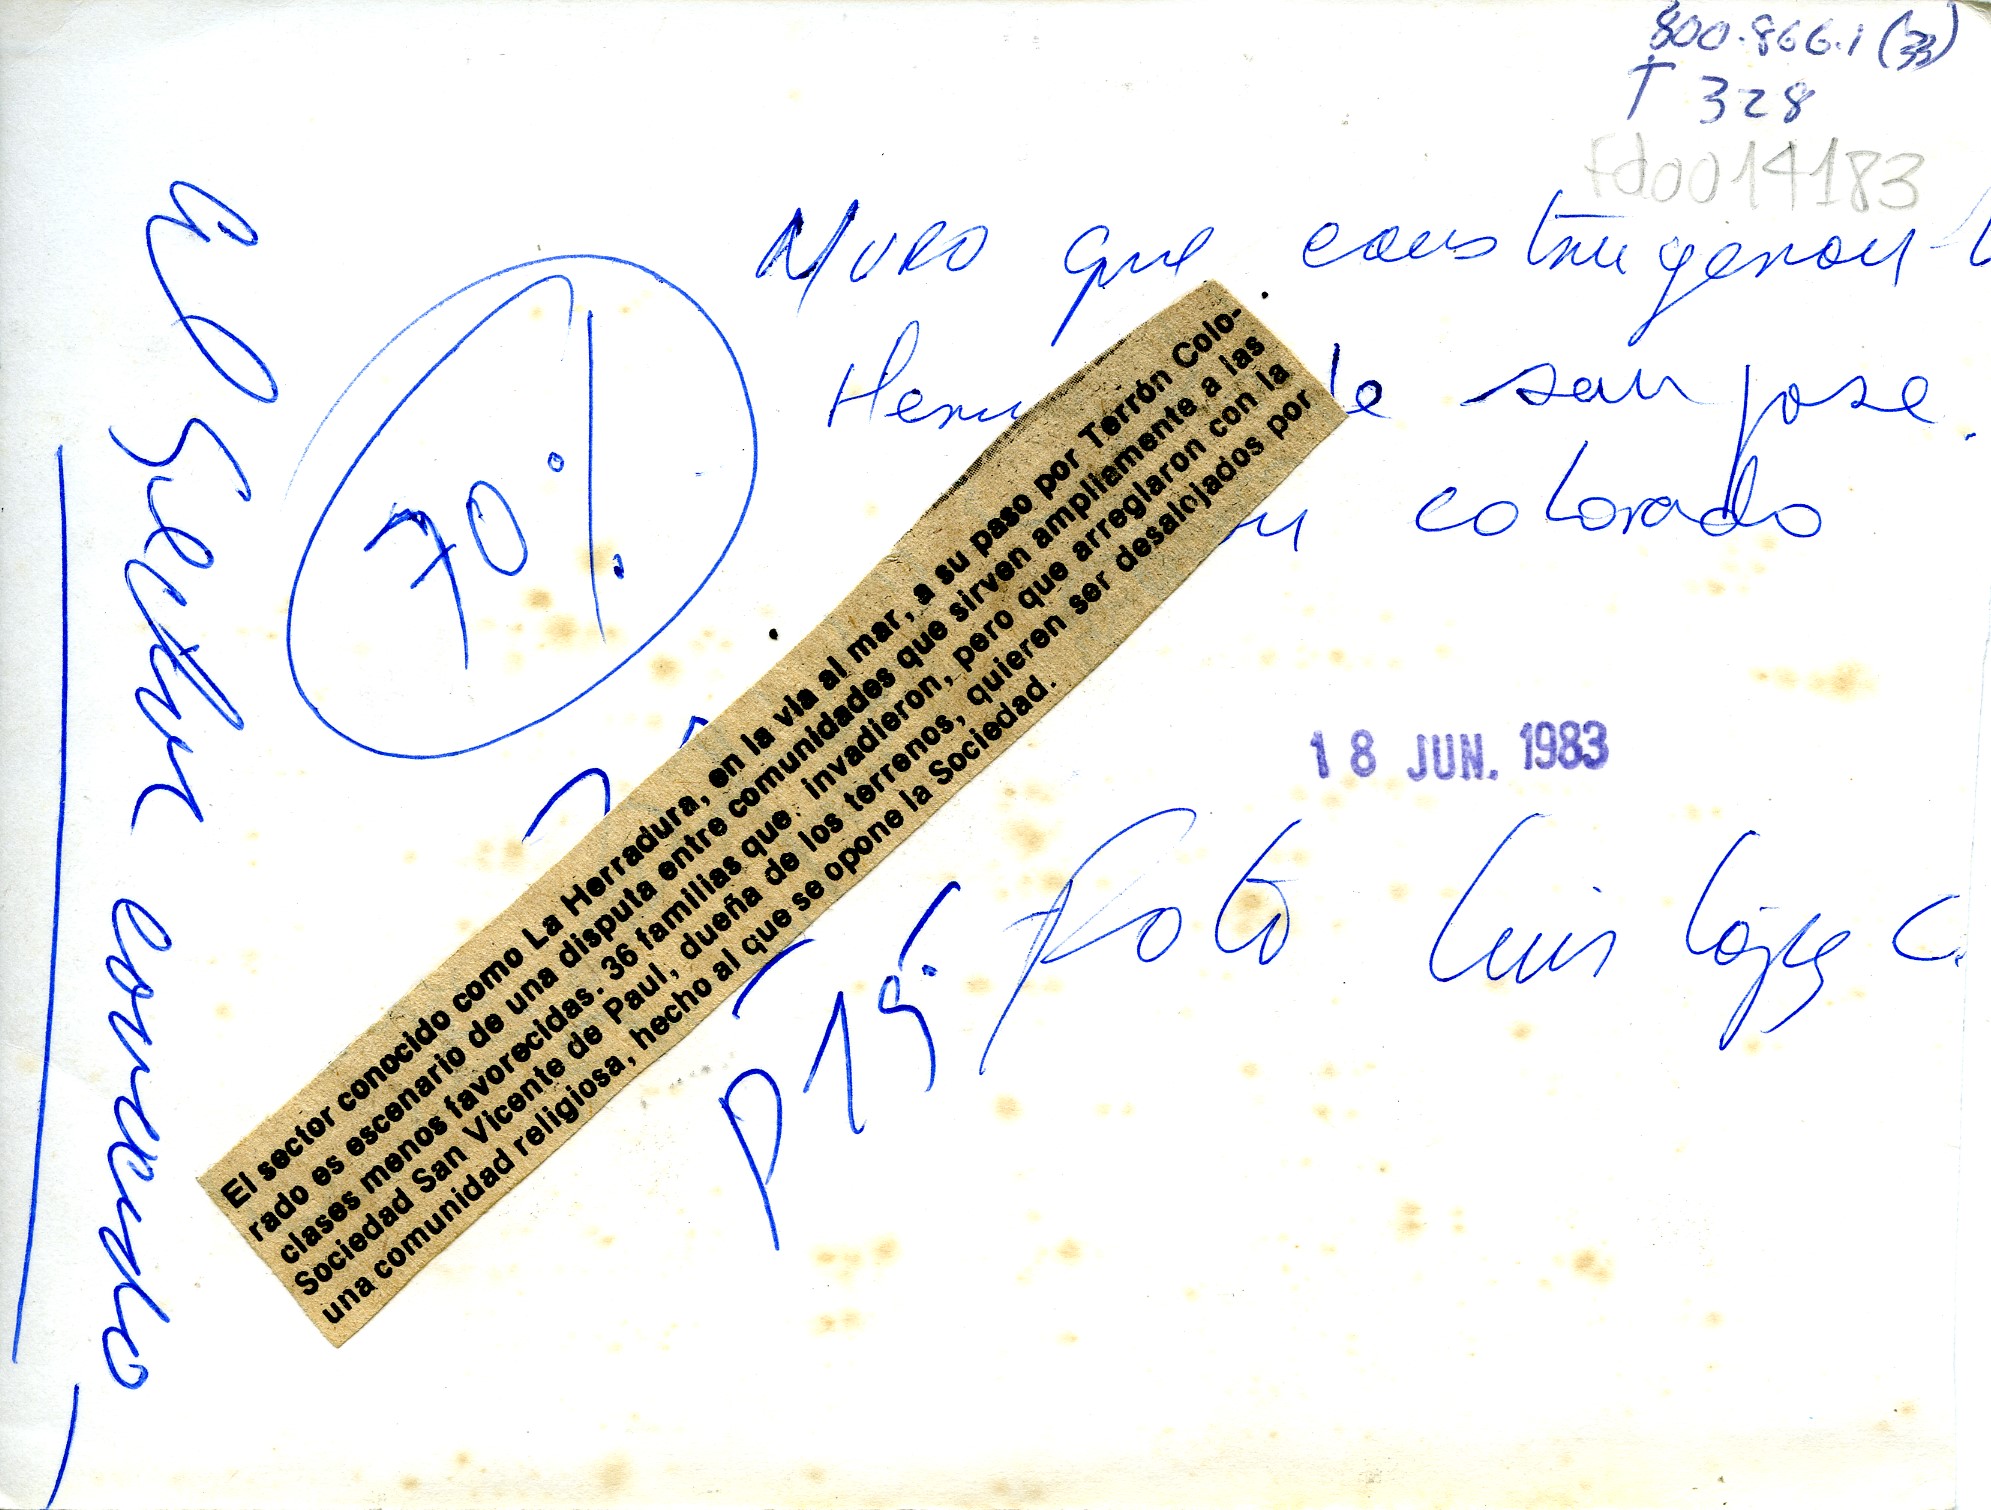 800.866.1 (33)
T 328
Fd0014183
Muro que construyeron
de san jose.
colorado
70%
El sector conocido como La Herradura, en la vía al mar, a su paso por Terrón Colo-
rado es escenario de una disputa entre comunidades que sirven ampliamente a las
clases menos favorecidas. 36 familias que invadieron, pero que arreglaron con la
Sociedad San Vicente de Paul, dueña de los terrenos, quieren ser desalojados por
una comunidad religiosa, hecho al que se opone la Sociedad.
18 JUN. 1983
Foto Luis López C.
El Sector conocido